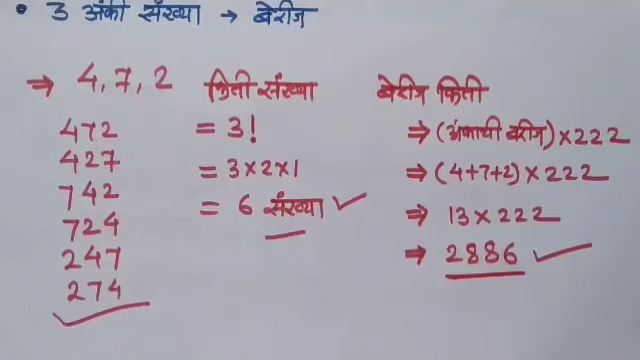 • 3 अंकी संख्या → बेरीज
⇒ 4, 7, 2 किती संख्या
472 = 3!
427 = 3×2×1
742 = 6 संख्या ✓
724
247
274
बेरीज किती
⇒ (अंकाची बेरीज) × 222
⇒ (4+7+2) × 222
⇒ 13 × 222
⇒ 2886 ✓